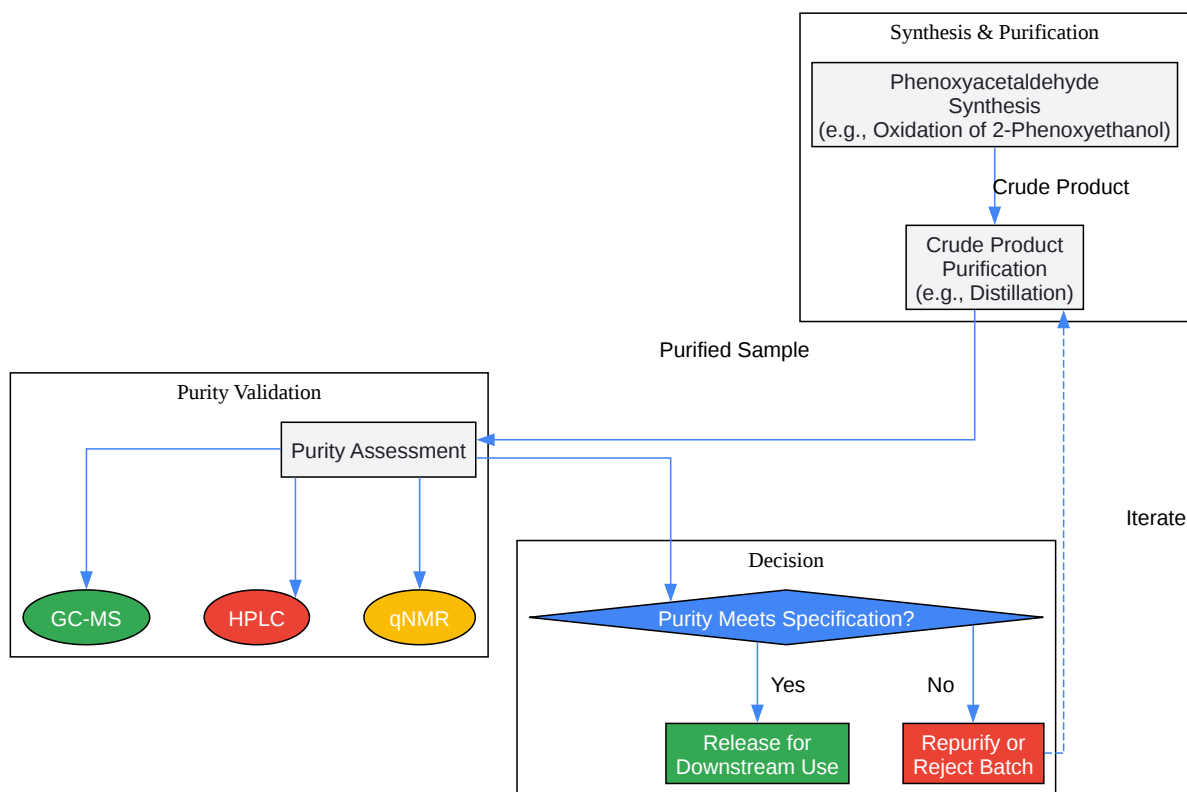 Synthesis & Purification
Phenoxyacetaldehyde
Synthesis
(e.g., Oxidation of 2-Phenoxyethanol)
Crude Product
Crude Product
Purification
(e.g., Distillation)
Purified Sample
Purity Validation
Purity Assessment
GC-MS
HPLC
qNMR
Iterate
Decision
Purity Meets Specification?
Yes
No
Release for
Downstream Use
Repurify or
Reject Batch